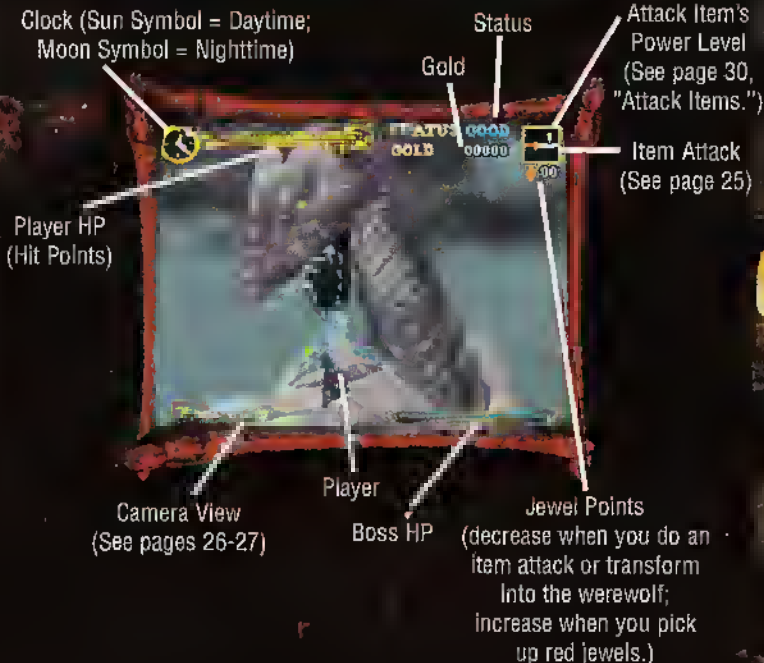 Clock (Sun Symbol = Daytime;
Moon Symbol = Nighttime)
Status
Gold
Attack Item's
Power Level
(See page 30,
"Attack Items.")
STATUS GOOD
GOLD 00000
1
00
Item Attack
(See page 25)
Player HP
(Hit Points)
Camera View
(See pages 26-27)
Player
Boss HP
Jewel Points
(decrease when you do an
item attack or transform
into the werewolf;
increase when you pick
up red jewels.)